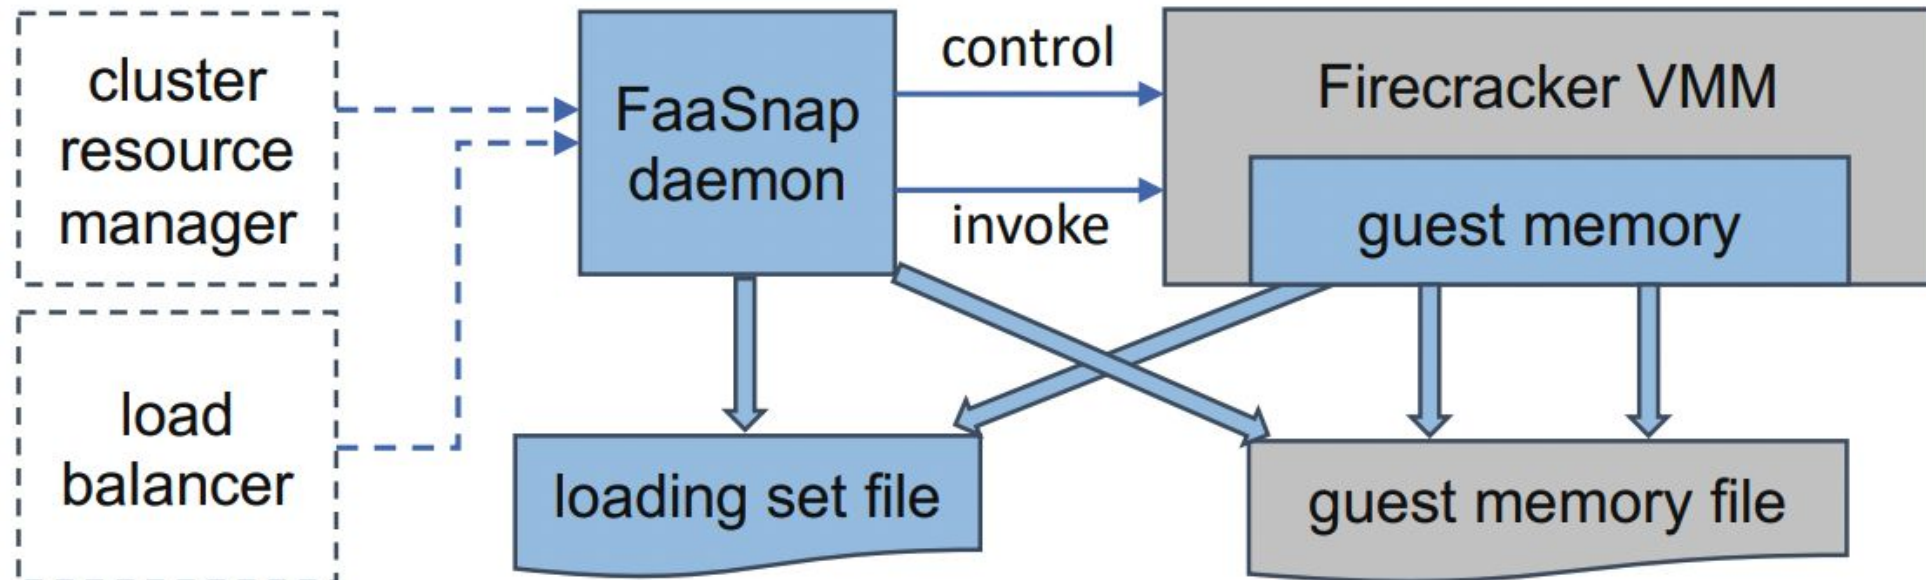 cluster
resource
manager
load
balancer
FaaSnap
daemon
control
invoke
Firecracker VMM
guest memory
loading set file
guest memory file